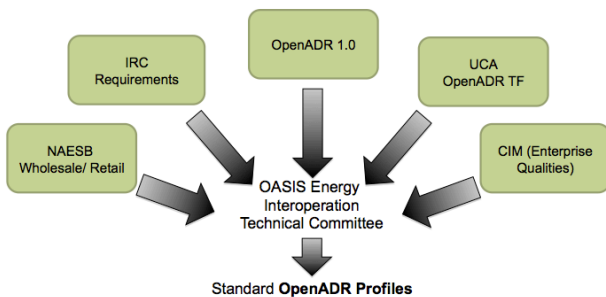 OpenADR 1.0
IRC
Requirements
UCA
OpenADR TF
NAESB
Wholesale/ Retail
CIM (Enterprise
Qualities)
OASIS Energy
Interoperation
Technical Committee
Standard OpenADR Profiles